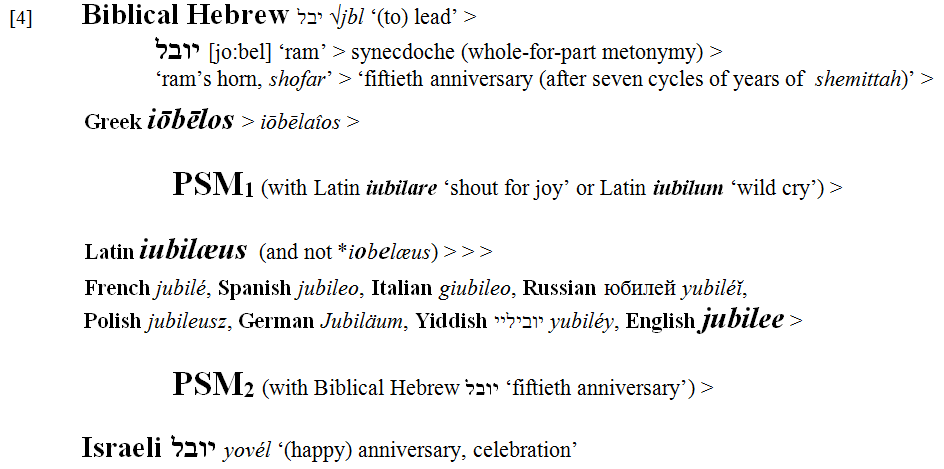 [4] Biblical Hebrew יבל √jbl ‘(to) lead’ >
יובל [jo:bel] ‘ram’ > synecdoche (whole-for-part metonymy) >
‘ram’s horn, shofar’ > ‘fiftieth anniversary (after seven cycles of years of shemittah)’ >
Greek iōbēlos > iōbēlaîos >
PSM1 (with Latin iubilare ‘shout for joy’ or Latin iubilum ‘wild cry’) >
Latin iubilæus (and not *iobelæus) > > >
French jubilé, Spanish jubileo, Italian giubileo, Russian юбилей yubiléĭ,
Polish jubileusz, German Jubiläum, Yiddish יוביליי yubiléy, English jubilee >
PSM2 (with Biblical Hebrew יובל ‘fiftieth anniversary’) >
Israeli יובל yovél ‘(happy) anniversary, celebration’